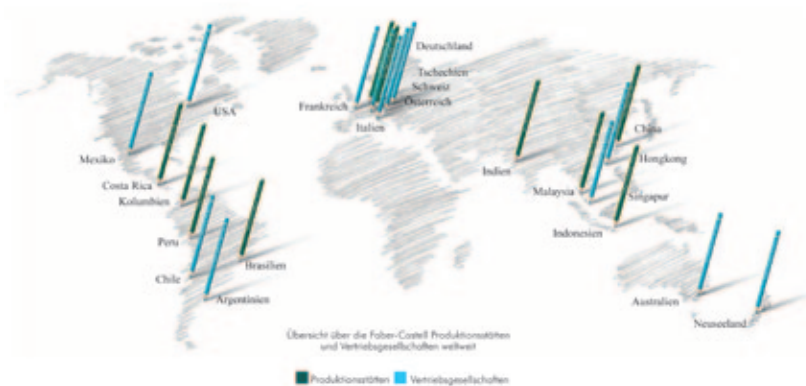 Deutschland
Tschechien
Schweiz
Österreich
Frankreich
Italien
USA
Mexiko
Costa Rica
Kolumbien
Peru
Chile
Brasilien
Argentinien
Indien
China
Hongkong
Malaysia
Singapur
Indonesien
Australien
Neuseeland
Übersicht über die Faber-Castell Produktionsstätten
und Vertriebsgesellschaften weltweit
Produktionsstätten Vertriebsgesellschaften